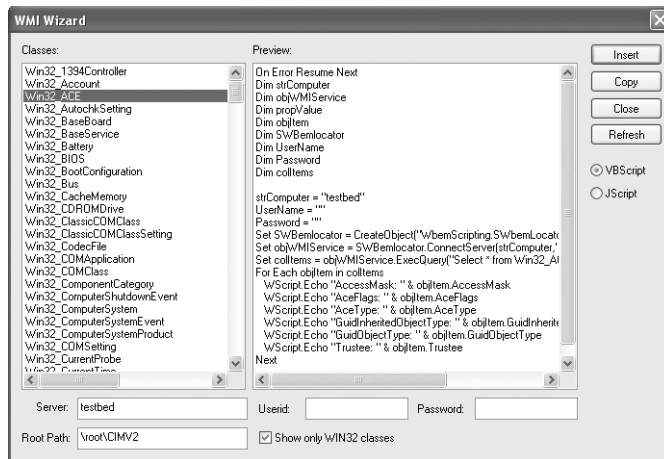 WMI Wizard
Classes:
Win32_1394Controller
Win32_Account
Win32_ACE
Win32_AutochkSetting
Win32_BaseBoard
Win32_BaseService
Win32_Battery
Win32_BIOS
Win32_BootConfiguration
Win32_Bus
Win32_CacheMemory
Win32_CDROMDrive
Win32_ClassicCOMClass
Win32_ClassicCOMClassSetting
Win32_CodecFile
Win32_COMApplication
Win32_COMClass
Win32_ComponentCategory
Win32_ComputerShutdownEvent
Win32_ComputerSystem
Win32_ComputerSystemEvent
Win32_ComputerSystemProduct
Win32_COMSetting
Win32_CurrentProbe
Win32_CurrentTime
Preview:
On Error Resume Next
Dim strComputer
Dim objWMIService
Dim propValue
Dim objItem
Dim SWBemlocator
Dim UserName
Dim Password
Dim colItems
strComputer = "testbed"
UserName = ""
Password = ""
Set SWBemlocator = CreateObject("WbemScripting.SWbemLocato
Set objWMIService = SWBemlocator.ConnectServer(strComputer,"
Set colItems = objWMIService.ExecQuery("Select * from Win32_A
For Each objItem in colItems
WScript.Echo "AccessMask: " & objItem.AccessMask
WScript.Echo "AceFlags: " & objItem.AceFlags
WScript.Echo "AceType: " & objItem.AceType
WScript.Echo "GuidInheritedObjectType: " & objItem.GuidInherite
WScript.Echo "GuidObjectType: " & objItem.GuidObjectType
WScript.Echo "Trustee: " & objItem.Trustee
Next
Insert
Copy
Close
Refresh
VBScript
JScript
Server: testbed
Userid:
Password:
Root Path: \root\CIMV2
Show only WIN32 classes